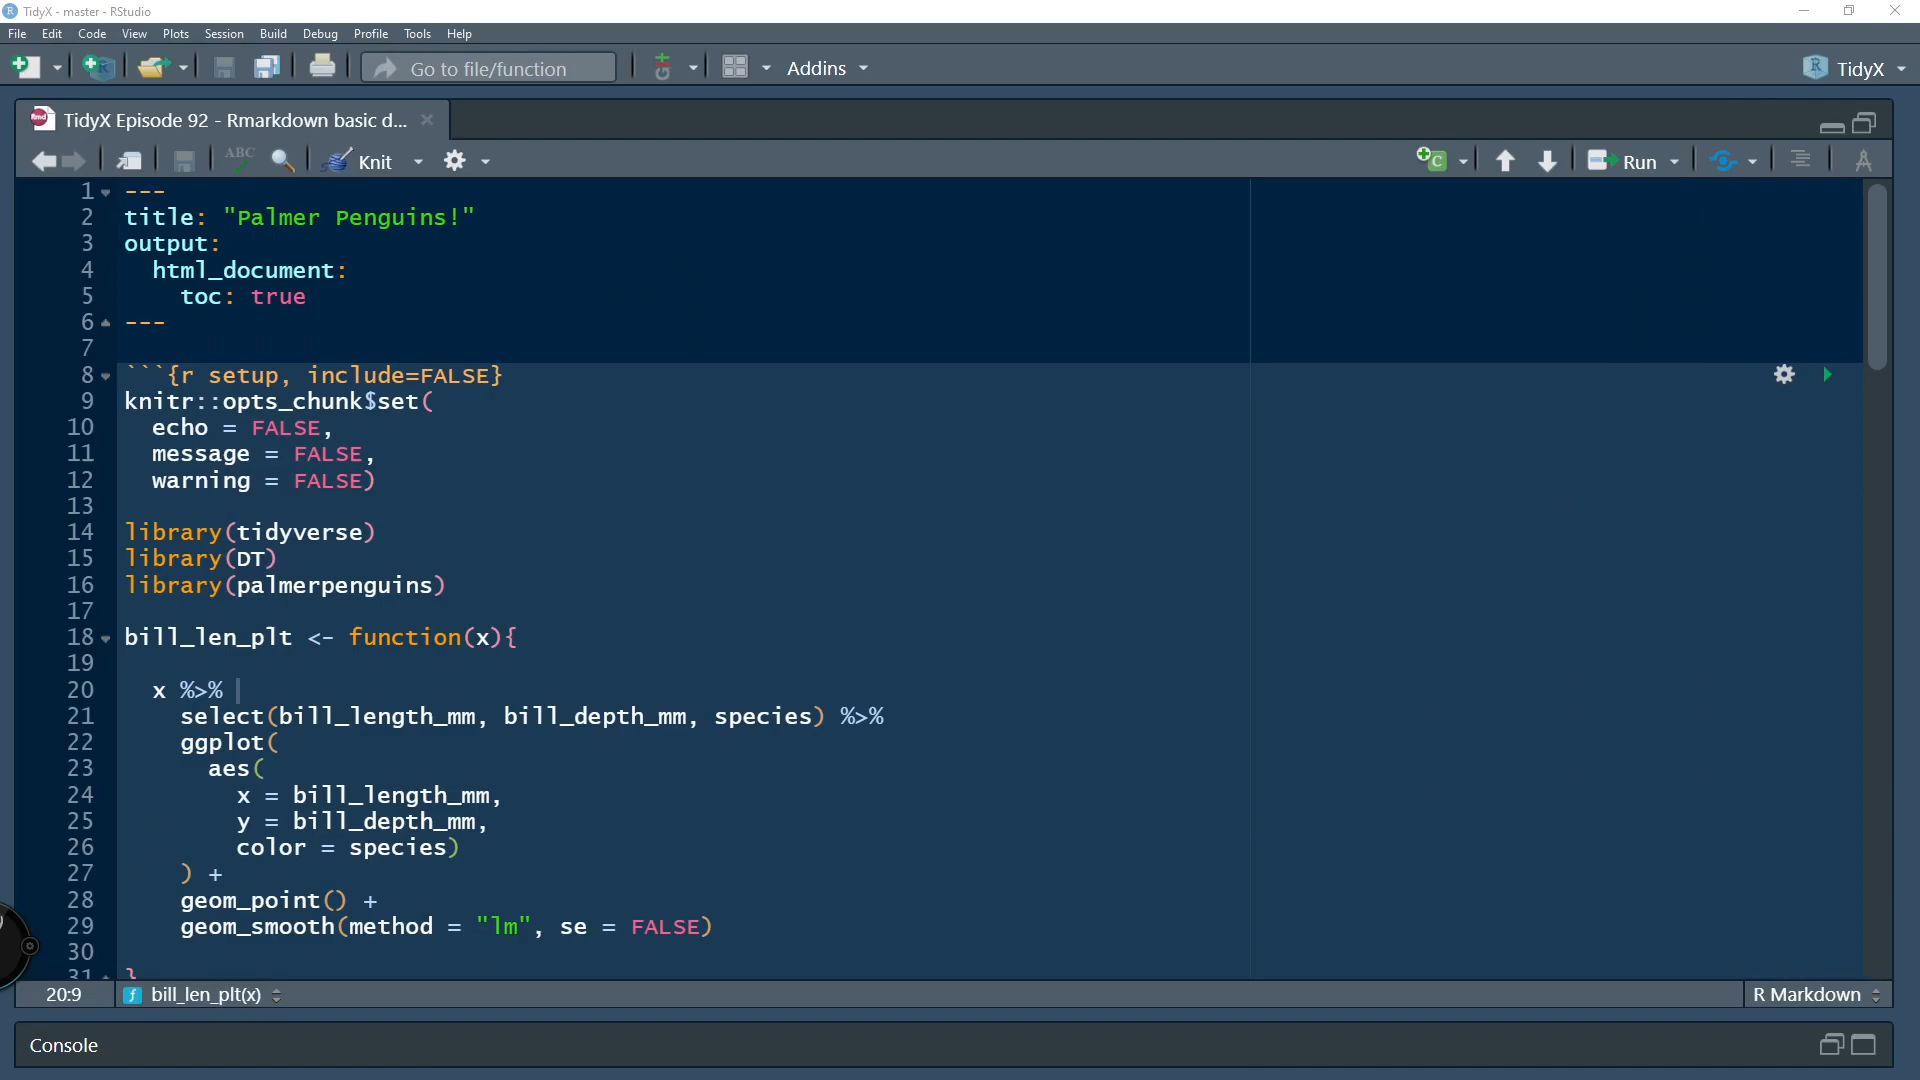 TidyX - master - RStudio
File Edit Code View Plots Session Build Debug Profile Tools Help
Go to file/function Addins TidyX
TidyX Episode 92 - Rmarkdown basic d...
ABC Knit Run
1 ---
2 title: "Palmer Penguins!"
3 output:
4 html_document:
5 toc: true
6 ---
7
8 ```{r setup, include=FALSE}
9 knitr::opts_chunk$set(
10 echo = FALSE,
11 message = FALSE,
12 warning = FALSE)
13
14 library(tidyverse)
15 library(DT)
16 library(palmerpenguins)
17
18 bill_len_plt <- function(x){
19
20 x %>%
21 select(bill_length_mm, bill_depth_mm, species) %>%
22 ggplot(
23 aes(
24 x = bill_length_mm,
25 y = bill_depth_mm,
26 color = species)
27 ) +
28 geom_point() +
29 geom_smooth(method = "lm", se = FALSE)
30
31 }
20:9 bill_len_plt(x) R Markdown
Console